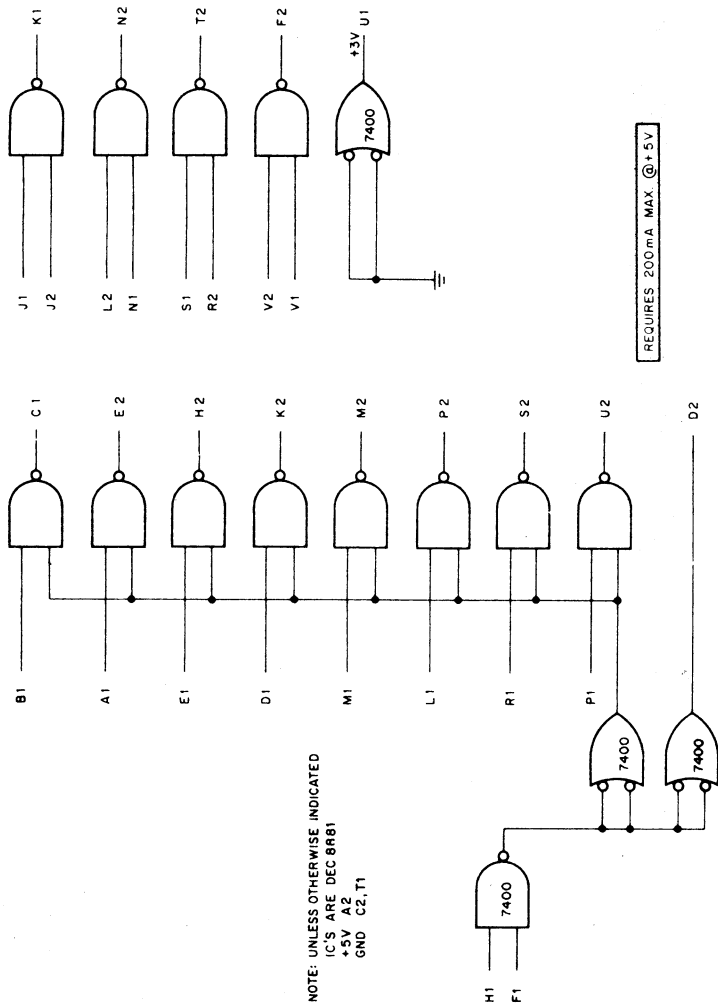 J1
J2
K1
L2
N1
N2
S1
R2
T2
V2
V1
F2
+3V
U1
7400
B1
C1
A1
E2
E1
H2
D1
K2
M1
M2
L1
P2
R1
S2
P1
U2
7400
7400
D2
H1
F1
7400
NOTE: UNLESS OTHERWISE INDICATED
IC'S ARE DEC 8881
+5V A2
GND C2,T1
REQUIRES 200mA MAX. @+5V